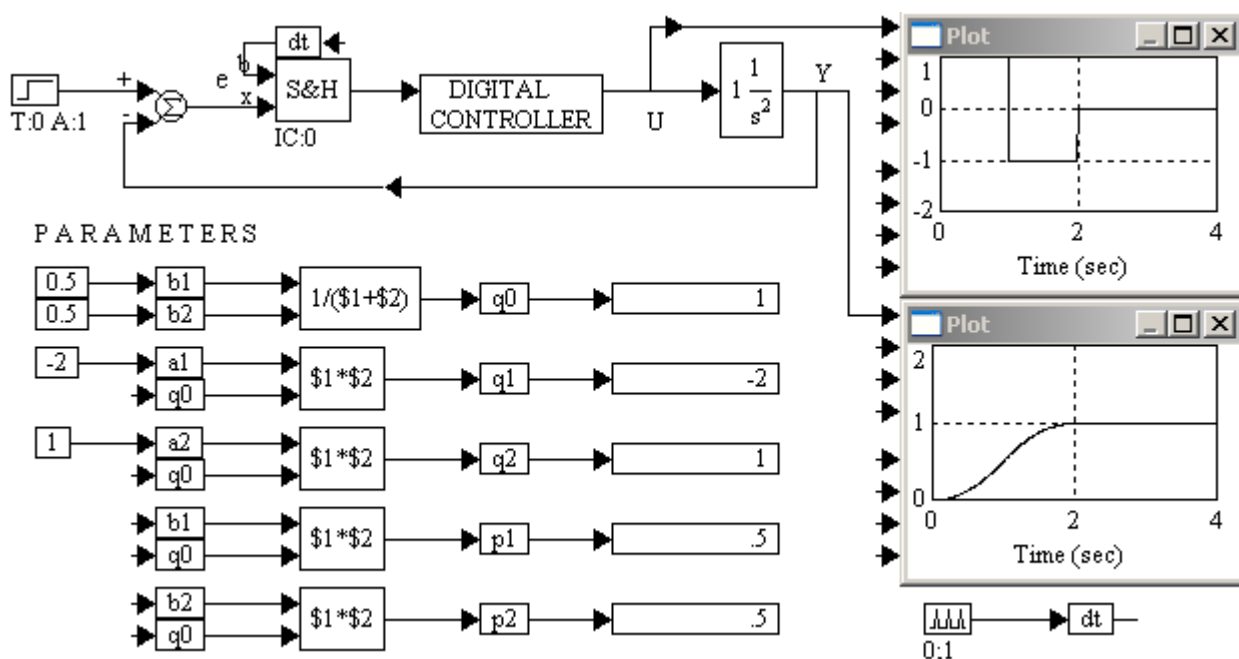 dt
b
e
x
S&H
IC:0
+
-
Σ
T:0 A:1
DIGITAL
CONTROLLER
U
1 1
s2
Y
Plot
1
0
-1
-2
0 2 4
Time (sec)
P A R A M E T E R S
0.5 b1
0.5 b2
1/($1+$2) q0 1
-2 a1
q0
$1*$2 q1 -2
1 a2
q0
$1*$2 q2 1
b1
q0
$1*$2 p1 .5
b2
q0
$1*$2 p2 .5
Plot
2
1
0
0 2 4
Time (sec)
0;1
dt